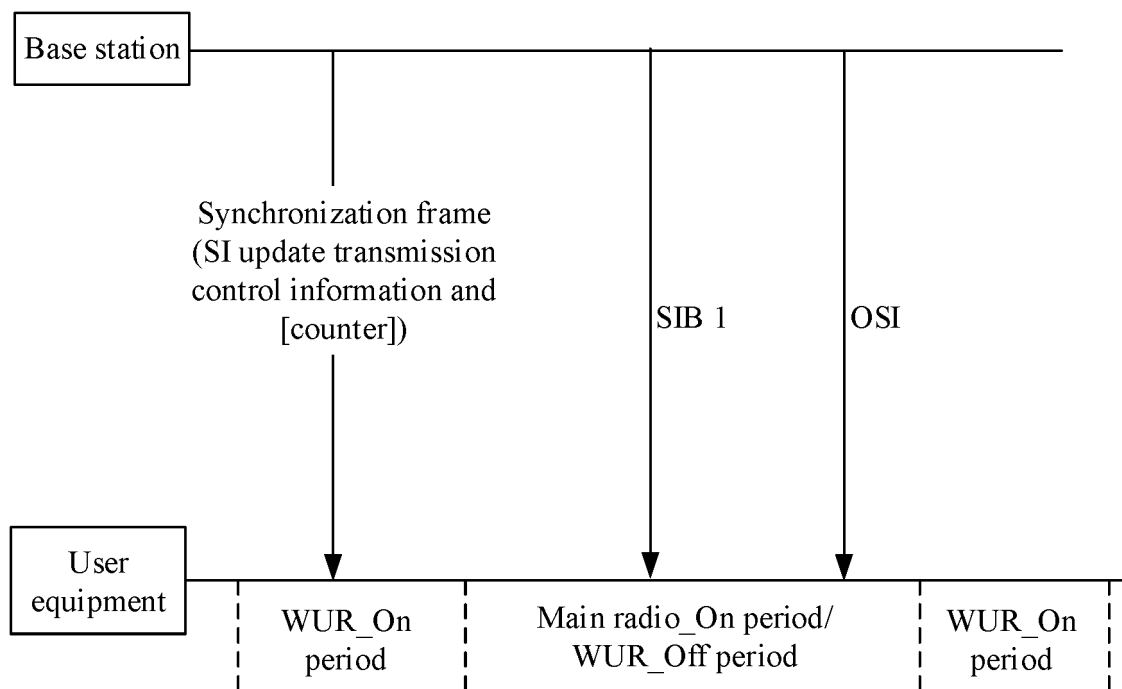 Base station
Synchronization frame
(SI update transmission
control information and
[counter])
SIB 1
OSI
User
equipment
WUR_On
period
Main radio_On period/
WUR_Off period
WUR_On
period